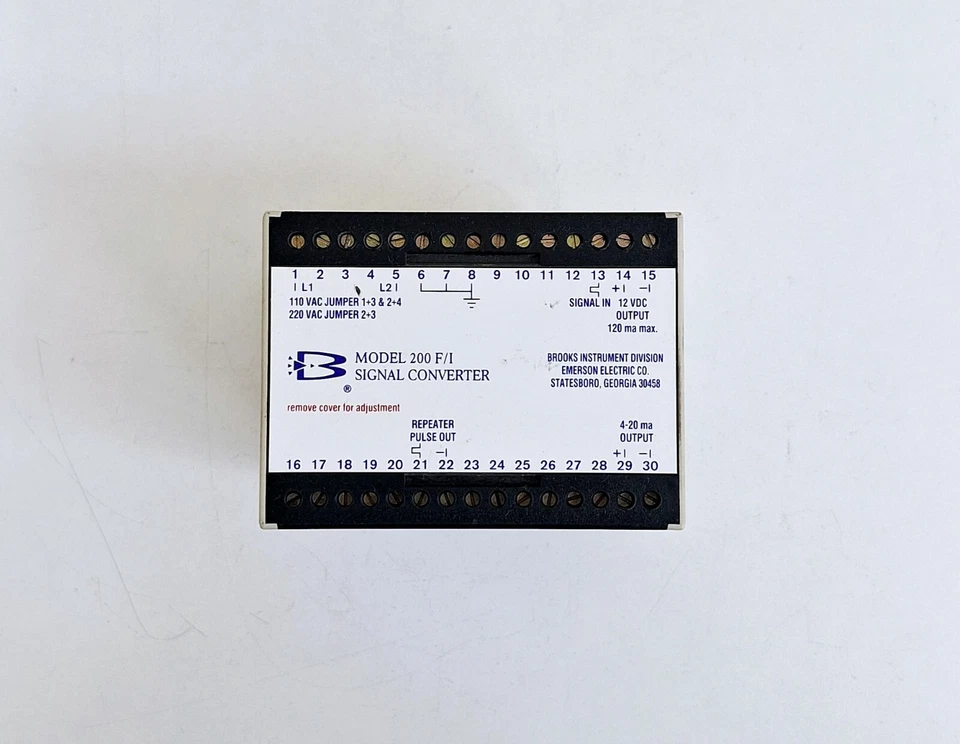 1 2 3 4 5 6 7 8 9 10 11 12 13 14 15
L1 L2
110 VAC JUMPER 1+3 & 2+4
220 VAC JUMPER 2+3
+ −
SIGNAL IN 12 VDC
OUTPUT
120 ma max.
B
®
MODEL 200 F/I
SIGNAL CONVERTER
BROOKS INSTRUMENT DIVISION
EMERSON ELECTRIC CO.
STATESBORO, GEORGIA 30458
remove cover for adjustment
REPEATER
PULSE OUT
−
4-20 ma
OUTPUT
+ −
16 17 18 19 20 21 22 23 24 25 26 27 28 29 30